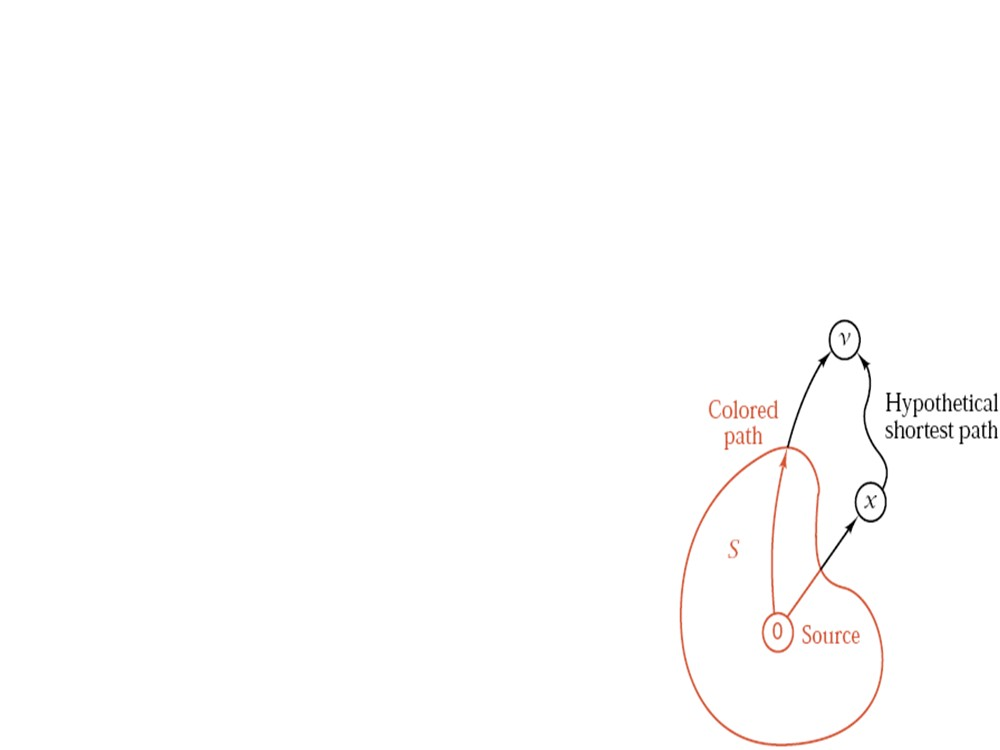 v
Colored
path
Hypothetical
shortest path
x
S
0 Source